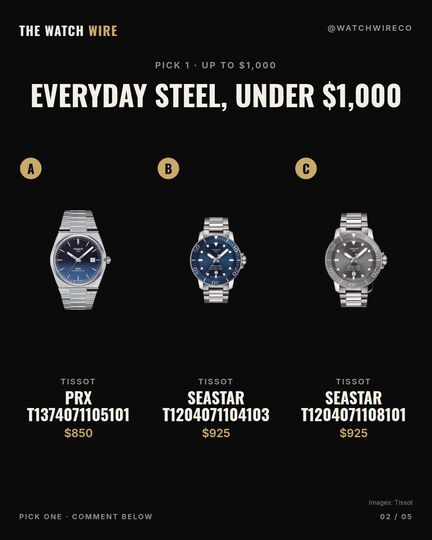 THE WATCH WIRE
@WATCHWIRECO
PICK 1 · UP TO $1,000
EVERYDAY STEEL, UNDER $1,000
A
B
C
TISSOT
PRX
T1374071105101
$850
TISSOT
SEASTAR
T1204071104103
$925
TISSOT
SEASTAR
T1204071108101
$925
Images: Tissot
PICK ONE · COMMENT BELOW
02 / 05